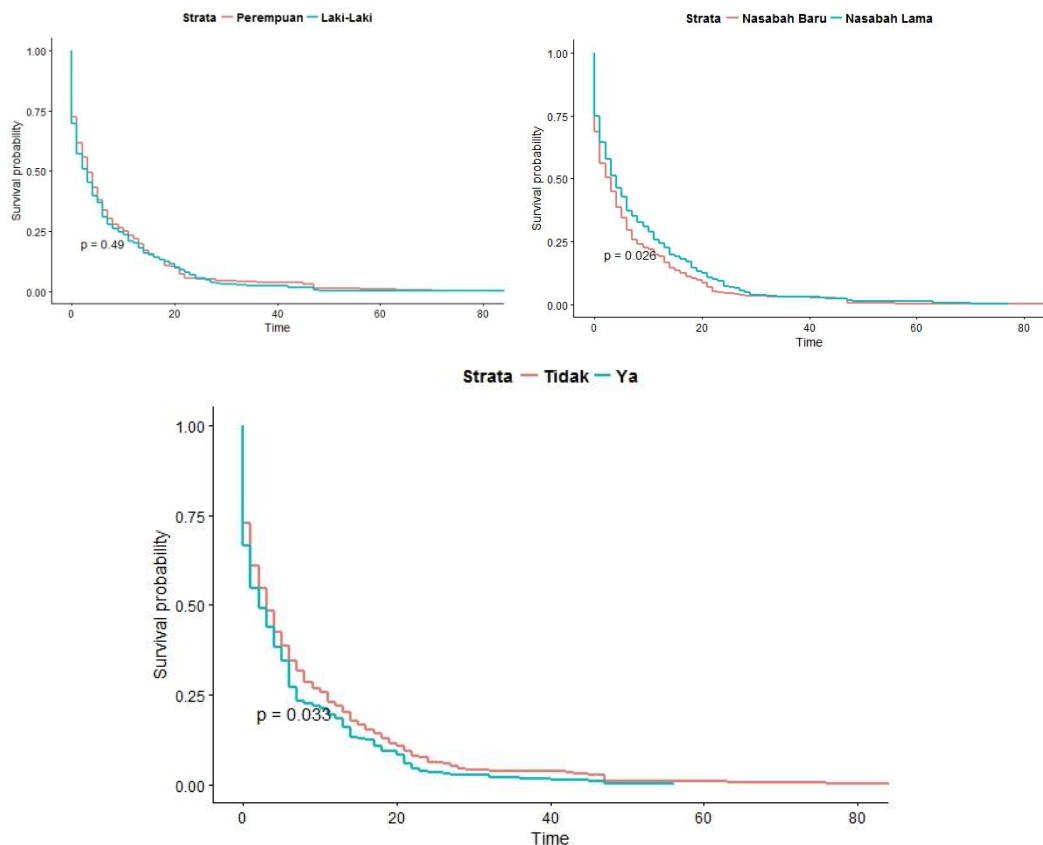 Strata Perempuan Laki-Laki
1.00
0.75
0.50
0.25
0.00
Survival probability
p = 0.49
0 20 40 60 80
Time
Strata Nasabah Baru Nasabah Lama
1.00
0.75
0.50
0.25
0.00
Survival probability
p = 0.026
0 20 40 60 80
Time
Strata Tidak Ya
1.00
0.75
0.50
0.25
0.00
Survival probability
p = 0.033
0 20 40 60 80
Time